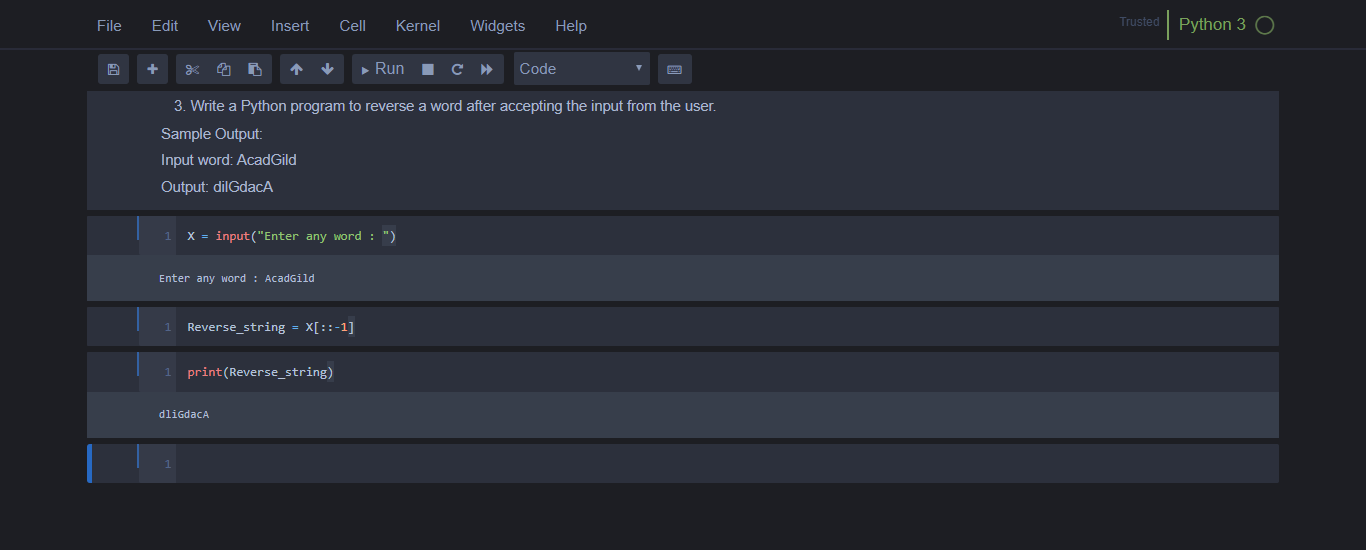 File Edit View Insert Cell Kernel Widgets Help Trusted Python 3
Run Code
3. Write a Python program to reverse a word after accepting the input from the user.
Sample Output:
Input word: AcadGild
Output: dilGdacA
1 X = input("Enter any word : ")
Enter any word : AcadGild
1 Reverse_string = X[::-1]
1 print(Reverse_string)
dliGdacA
1